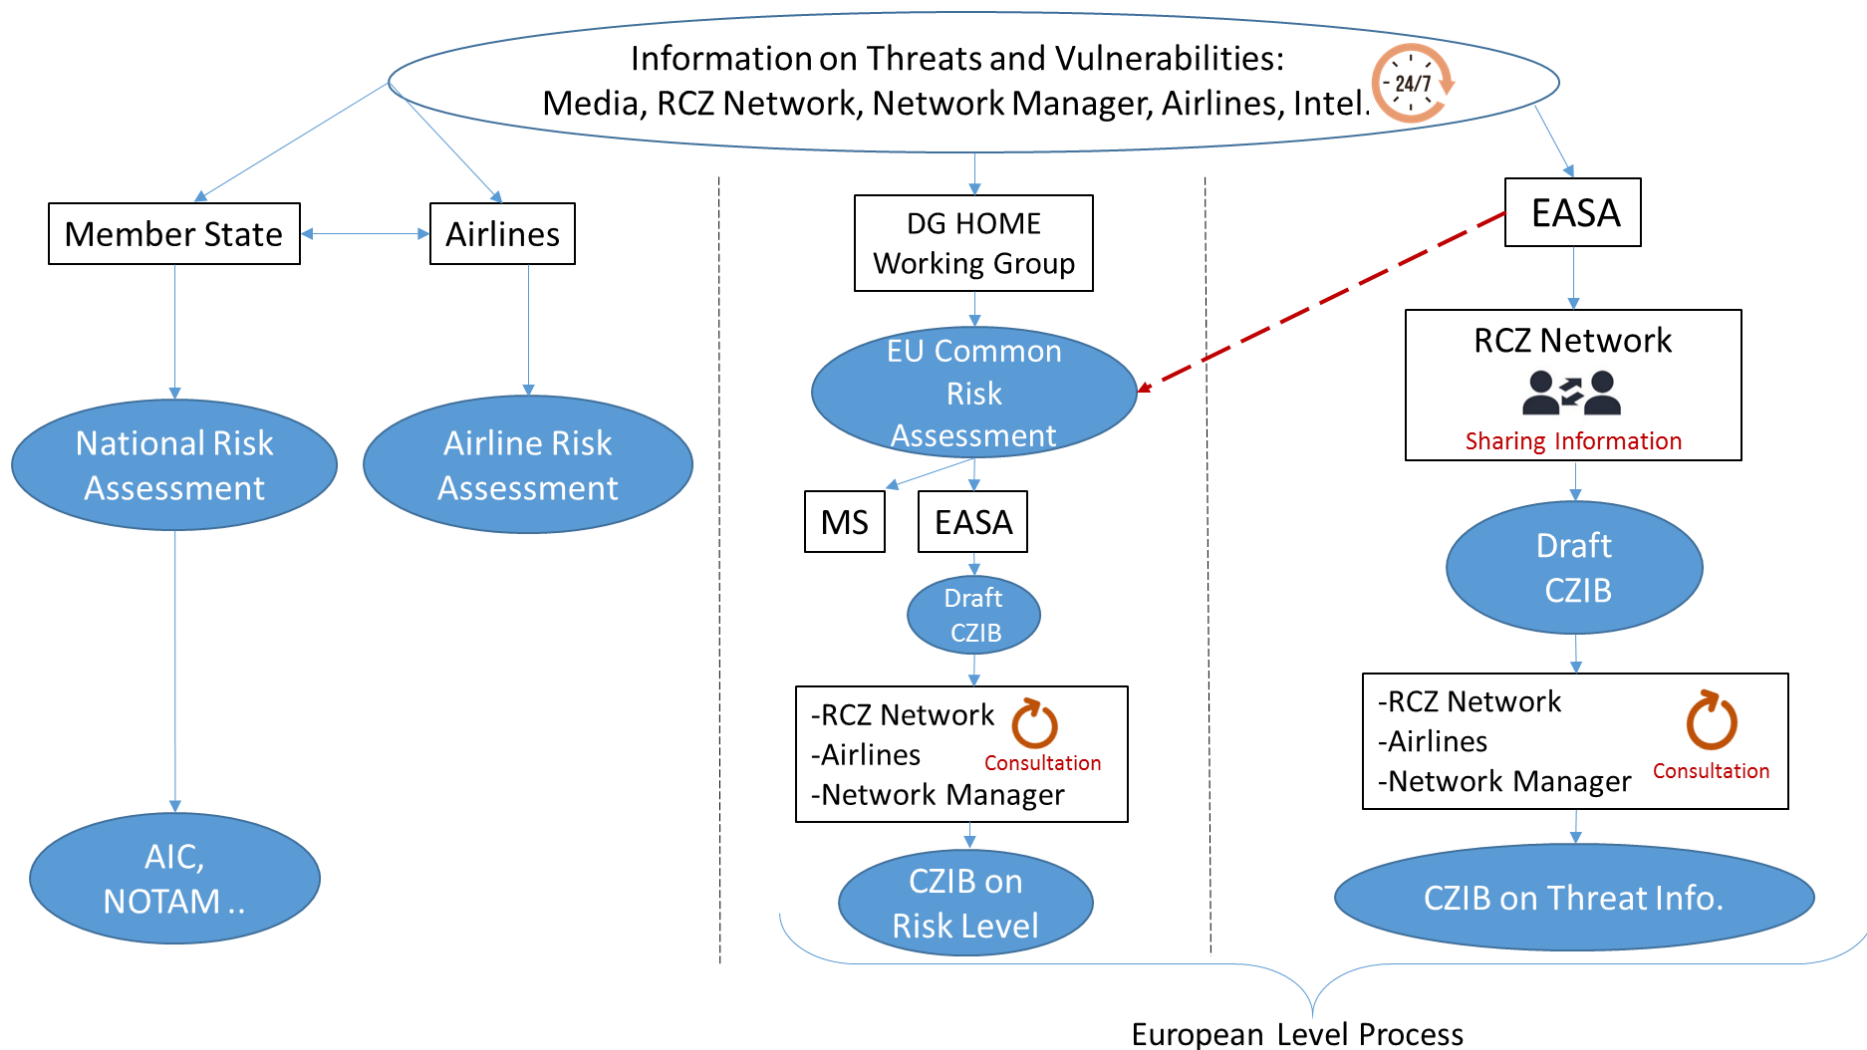 Information on Threats and Vulnerabilities:
Media, RCZ Network, Network Manager, Airlines, Intel.
- 24/7 -
Member State
Airlines
DG HOME
Working Group
EASA
RCZ Network
Sharing Information
EU Common
Risk
Assessment
National Risk
Assessment
Airline Risk
Assessment
MS
EASA
Draft
CZIB
Draft
CZIB
-RCZ Network
-Airlines
-Network Manager
Consultation
-RCZ Network
-Airlines
-Network Manager
Consultation
AIC,
NOTAM ..
CZIB on
Risk Level
CZIB on Threat Info.
European Level Process